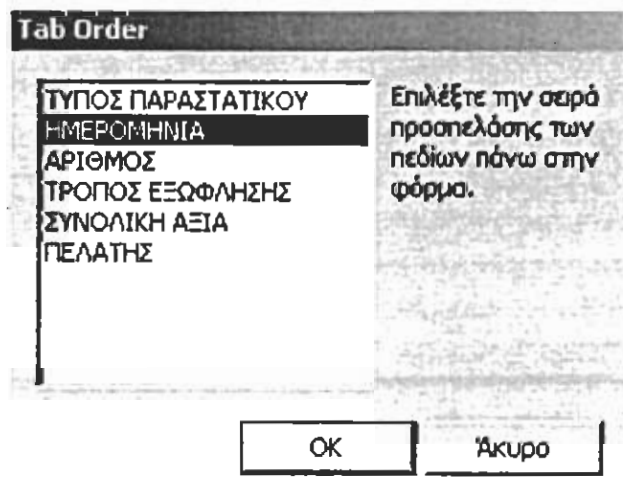 Tab Order
ΤΥΠΟΣ ΠΑΡΑΣΤΑΤΙΚΟΥ
ΗΜΕΡΟΜΗΝΙΑ
ΑΡΙΘΜΟΣ
ΤΡΟΠΟΣ ΕΞΩΦΛΗΣΗΣ
ΣΥΝΟΛΙΚΗ ΑΞΙΑ
ΠΕΛΑΤΗΣ
Επιλέξτε την σειρά
προσπελάσης των
πεδίων πάνω στην
φόρμα.
OK
Άκυρο